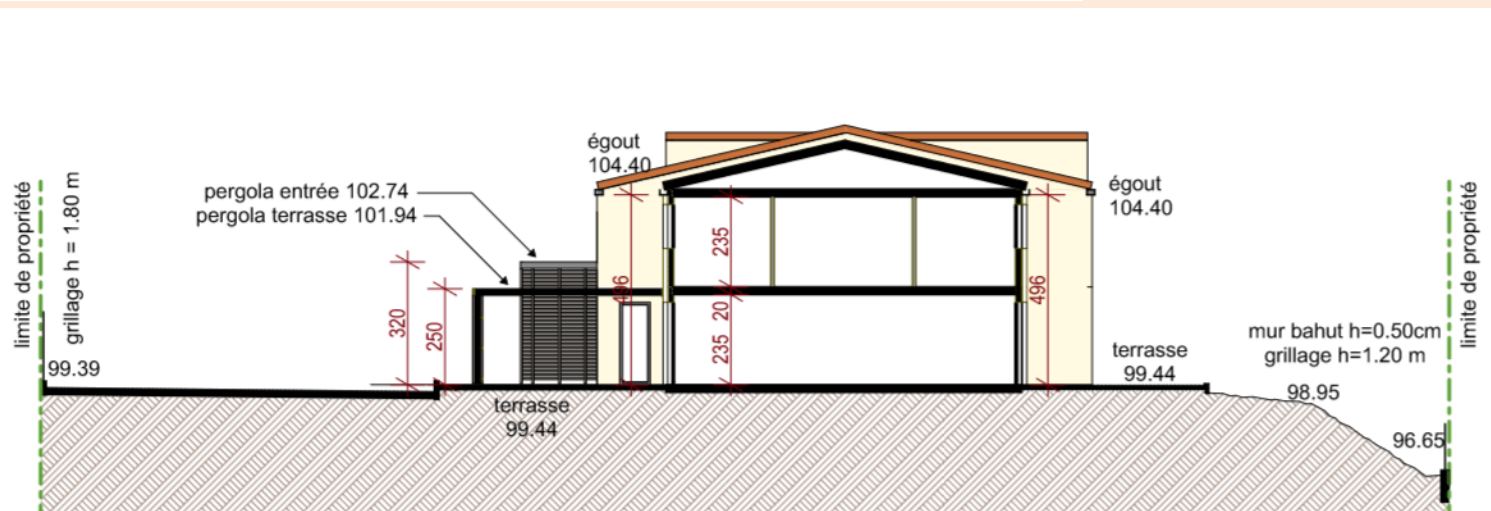 limite de propriété
grillage h = 1.80 m
99.39
pergola entrée 102.74
pergola terrasse 101.94
320
250
égout
104.40
496
235
20
235
terrasse
99.44
496
égout
104.40
terrasse
99.44
mur bahut h=0.50cm
grillage h=1.20 m
98.95
96.65
limite de propriété